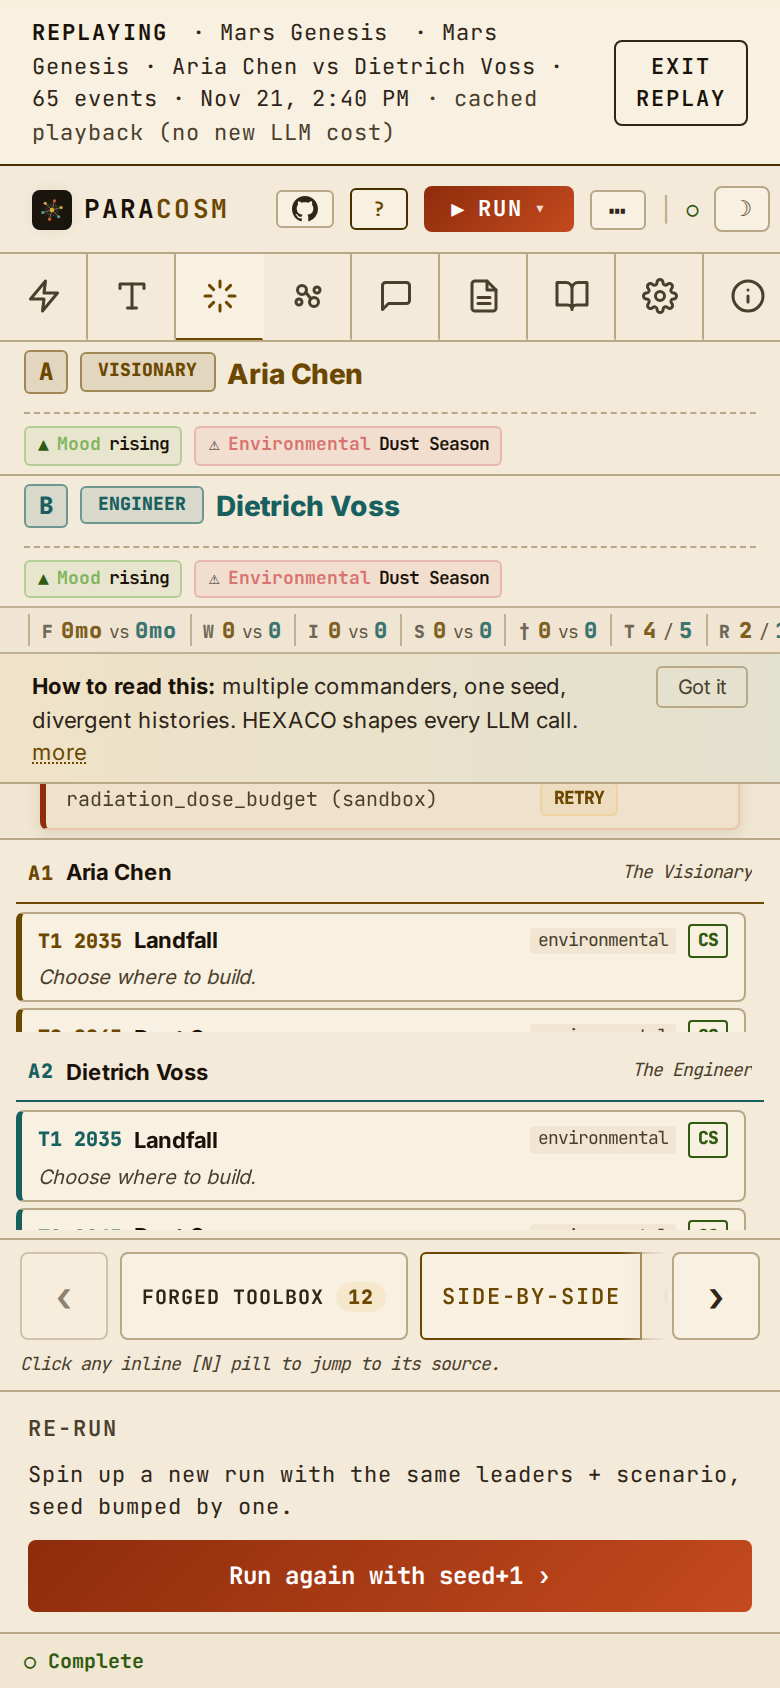 REPLAYING · Mars Genesis · Mars
Genesis · Aria Chen vs Dietrich Voss ·
65 events · Nov 21, 2:40 PM · cached
playback (no new LLM cost)
EXIT
REPLAY
PARACOSM
?
▶ RUN ▾
…
A VISIONARY Aria Chen
▲ Mood rising ⚠ Environmental Dust Season
B ENGINEER Dietrich Voss
▲ Mood rising ⚠ Environmental Dust Season
F 0mo vs 0mo W 0 vs 0 I 0 vs 0 S 0 vs 0 † 0 vs 0 T 4 / 5 R 2 /
How to read this: multiple commanders, one seed,
divergent histories. HEXACO shapes every LLM call.
more
Got it
radiation_dose_budget (sandbox) RETRY
A1 Aria Chen The Visionary
T1 2035 Landfall environmental CS
Choose where to build.
A2 Dietrich Voss The Engineer
T1 2035 Landfall environmental CS
Choose where to build.
‹ FORGED TOOLBOX 12 SIDE-BY-SIDE ›
Click any inline [N] pill to jump to its source.
RE-RUN
Spin up a new run with the same leaders + scenario,
seed bumped by one.
Run again with seed+1 ›
○ Complete